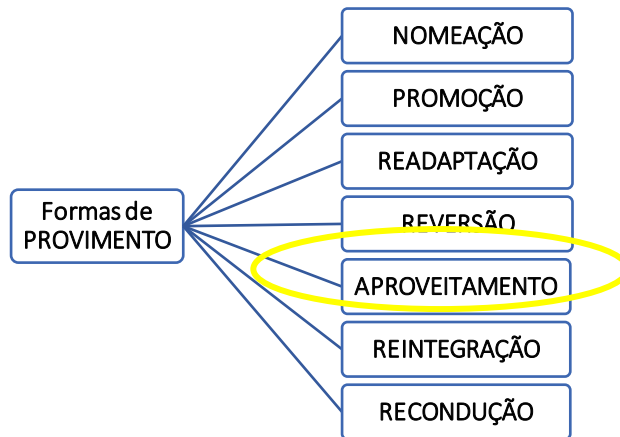 Formas de
PROVIMENTO
NOMEAÇÃO
PROMOÇÃO
READAPTAÇÃO
REVERSÃO
APROVEITAMENTO
REINTEGRAÇÃO
RECONDUÇÃO